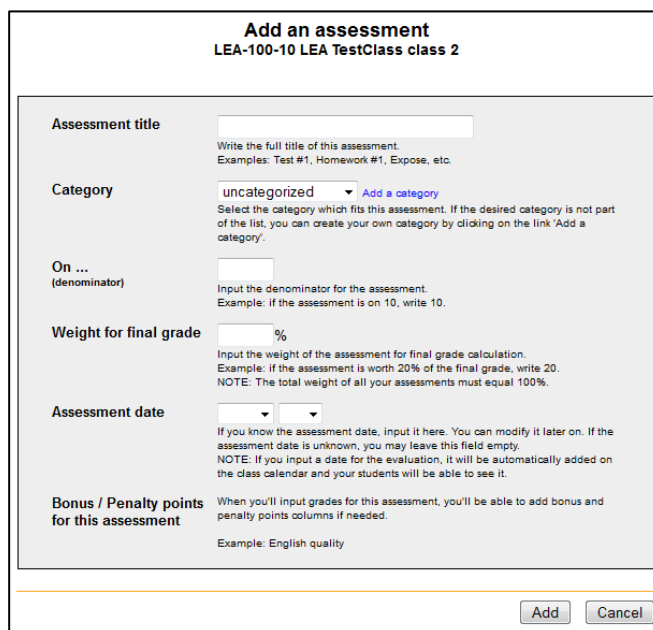 Add an assessment
LEA-100-10 LEA TestClass class 2
Assessment title
Write the full title of this assessment.
Examples: Test #1, Homework #1, Expose, etc.
Category
uncategorized Add a category
Select the category which fits this assessment. If the desired category is not part
of the list, you can create your own category by clicking on the link 'Add a
category'.
On ...
(denominator)
Input the denominator for the assessment.
Example: if the assessment is on 10, write 10.
Weight for final grade %
Input the weight of the assessment for final grade calculation.
Example: if the assessment is worth 20% of the final grade, write 20.
NOTE: The total weight of all your assessments must equal 100%.
Assessment date
If you know the assessment date, input it here. You can modify it later on. If the
assessment date is unknown, you may leave this field empty.
NOTE: If you input a date for the evaluation, it will be automatically added on
the class calendar and your students will be able to see it.
Bonus / Penalty points
for this assessment
When you'll input grades for this assessment, you'll be able to add bonus and
penalty points columns if needed.
Example: English quality
Add Cancel